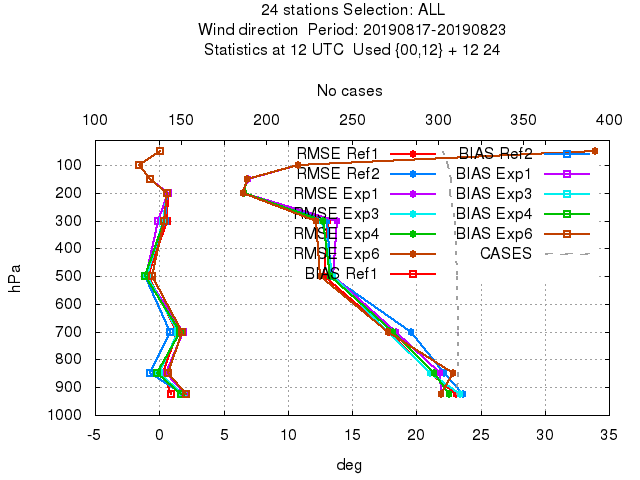 24 stations Selection: ALL
Wind direction  Period: 20190817-20190823
Statistics at 12 UTC  Used {00,12} + 12 24
No cases
100 150 200 250 300 350 400
RMSE Ref1 BIAS Ref2
100
RMSE Ref2 BIAS Exp1
200
RMSE Exp1 BIAS Exp3
300
RMSE Exp3 BIAS Exp4
RMSE Exp4 BIAS Exp6
400
RMSE Exp6 CASES
500
BIAS Ref1
hPa
600
700
800
900
1000
-5 0 5 10 15 20 25 30 35
deg